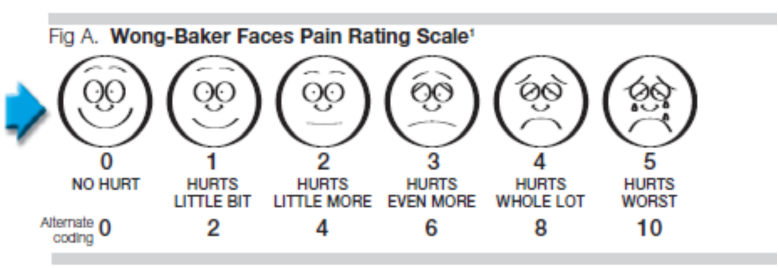 Fig A. Wong-Baker Faces Pain Rating Scale¹
0 1 2 3 4 5
NO HURT HURTS LITTLE BIT HURTS LITTLE MORE HURTS EVEN MORE HURTS WHOLE LOT HURTS WORST
Alternate coding 0 2 4 6 8 10